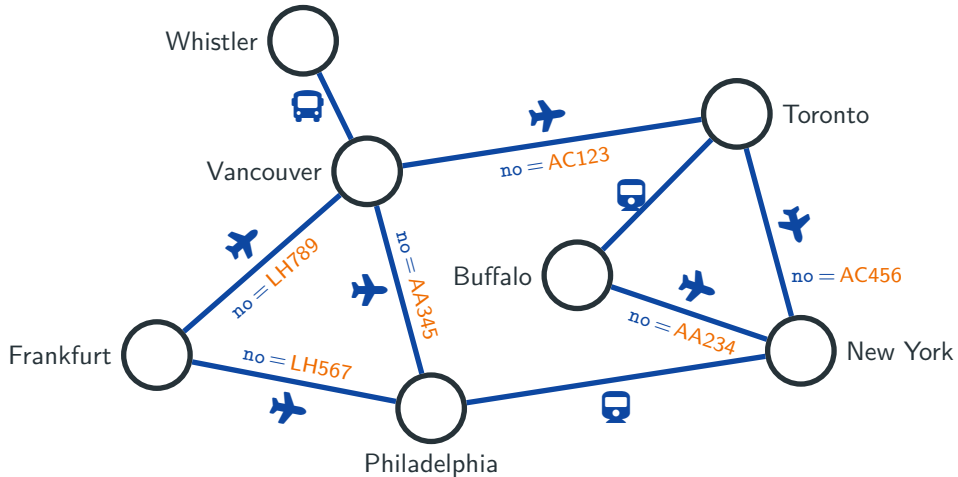 Whistler
Toronto
no = AC123
Vancouver
no = LH789
no = AA345
Buffalo
no = AC456
no = AA234
Frankfurt
no = LH567
New York
Philadelphia